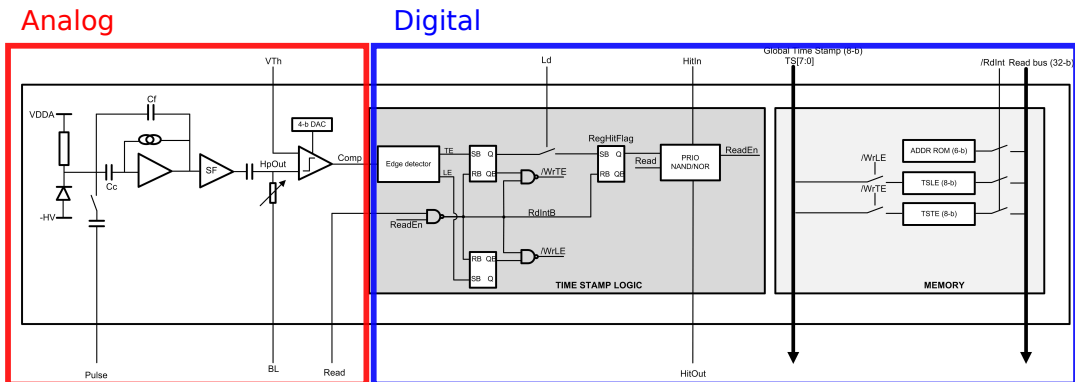 Analog
Digital
Global Time Stamp (8-b)
VTh
Ld
HitIn
TS[7:0]
/RdInt
Read bus (32-b)
Cf
VDDA
4-b DAC
RegHitFlag
Comp
TE
SB
Q
SB
Q
ReadEn
Edge detector
HpOut
Read
PRIO
NAND/NOR
ADDR ROM (6-b)
/WrLE
SF
LE
RB
QB
/WrTE
RB
QB
TSLE (8-b)
Cc
/WrTE
-HV
RdIntB
TSTE (8-b)
ReadEn
/WrLE
RB
QB
SB
Q
TIME STAMP LOGIC
MEMORY
Pulse
BL
Read
HitOut